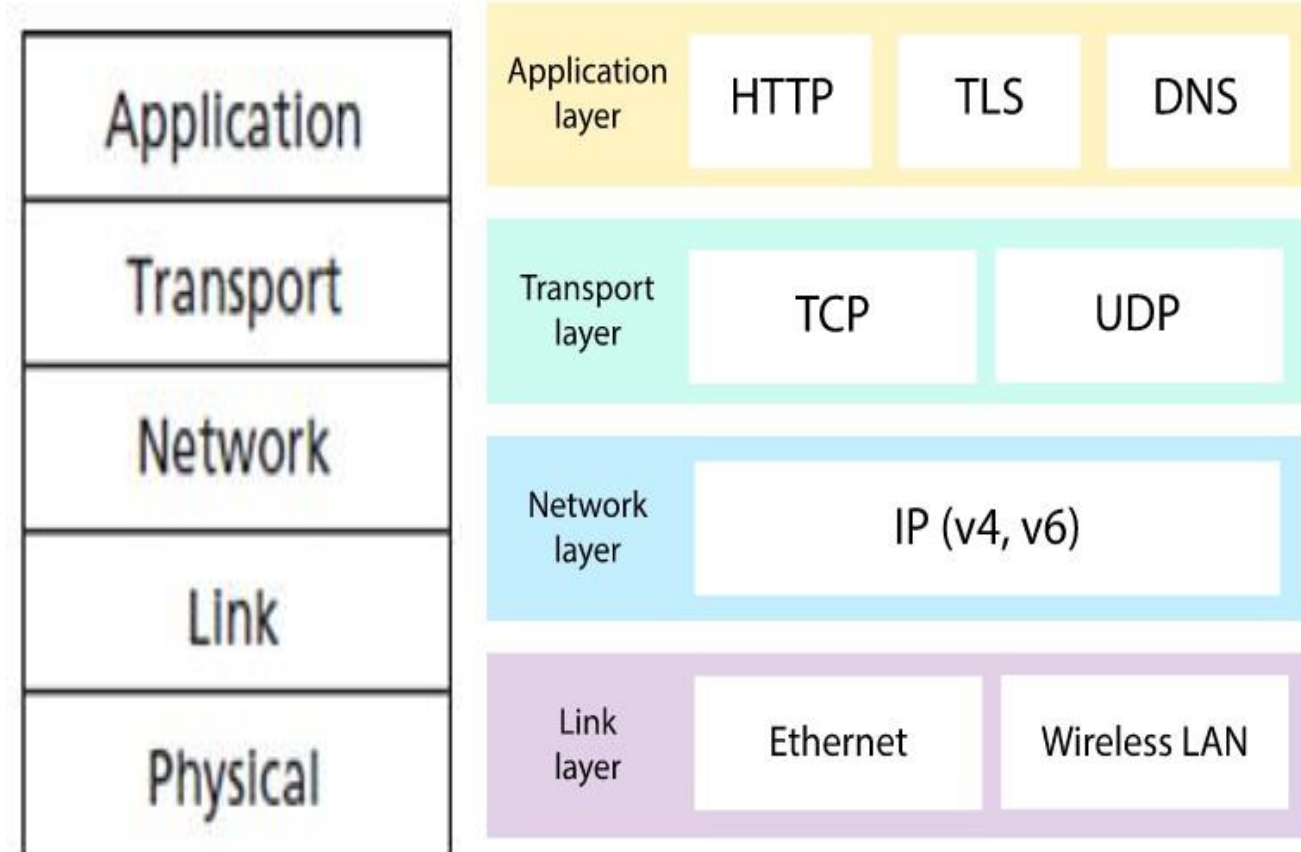 Application
Transport
Network
Link
Physical
Application
layer
HTTP
TLS
DNS
Transport
layer
TCP
UDP
Network
layer
IP (v4, v6)
Link
layer
Ethernet
Wireless LAN